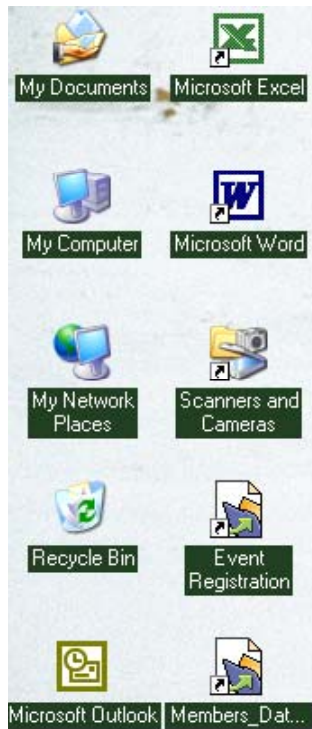 My Documents
Microsoft Excel
My Computer
Microsoft Word
My Network
Places
Scanners and
Cameras
Recycle Bin
Event
Registration
Microsoft Outlook
Members_Dat...